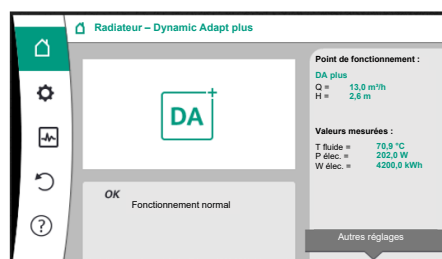 Radiateur – Dynamic Adapt plus
DA+
OK
Fonctionnement normal
Point de fonctionnement :
DA plus
Q = 13,0 m³/h
H = 2,6 m
Valeurs mesurées :
T fluide = 70,9 °C
P élec. = 202,0 W
W élec. = 4200,0 kWh
Autres réglages
?